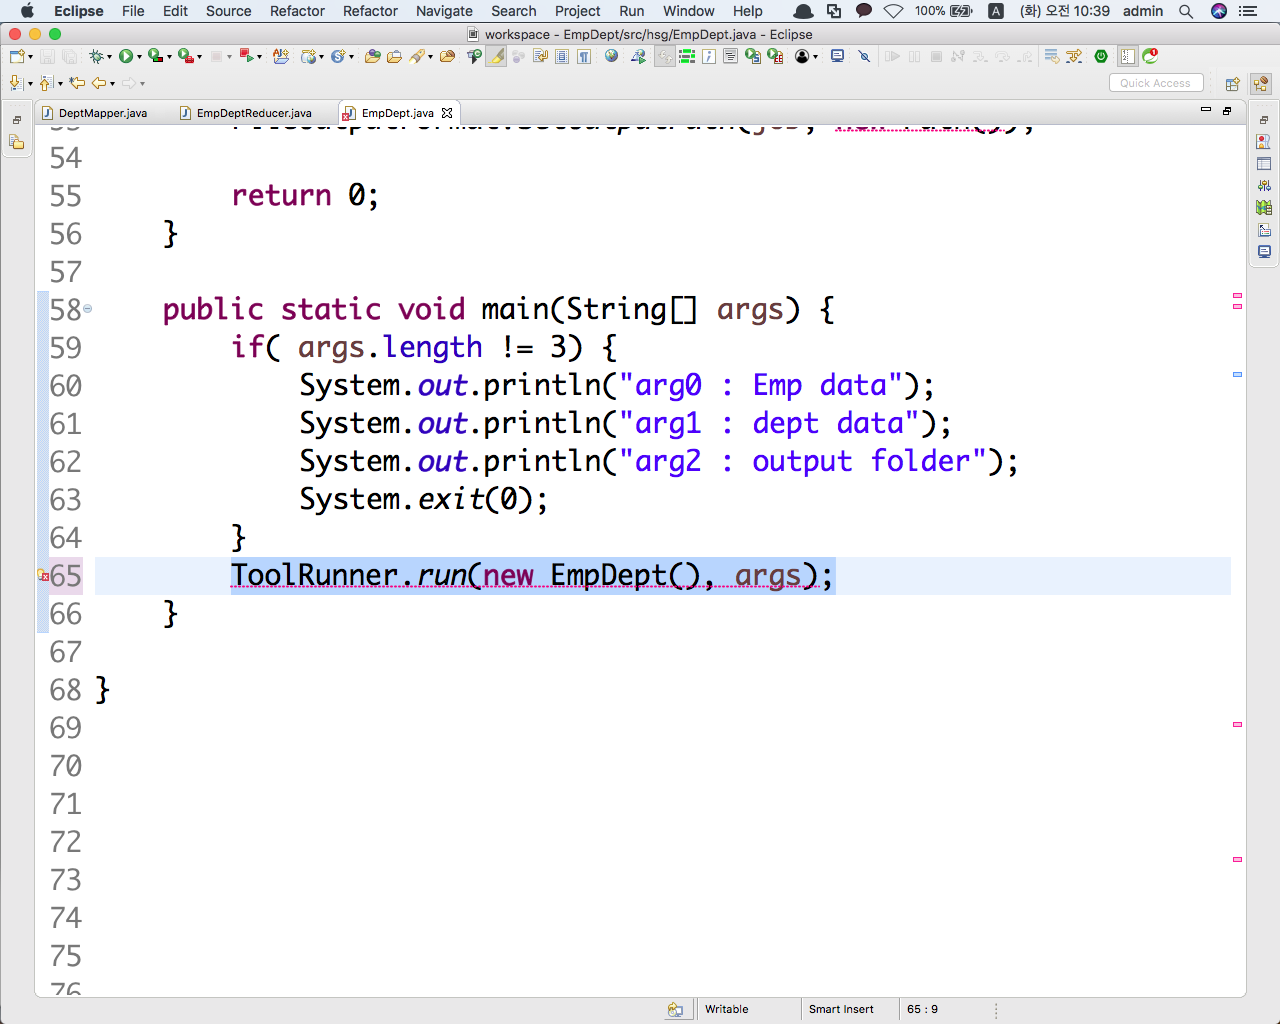 Eclipse File Edit Source Refactor Refactor Navigate Search Project Run Window Help 100% A (화) 오전 10:39 admin
workspace - EmpDept/src/hsg/EmpDept.java - Eclipse
Quick Access
DeptMapper.java EmpDeptReducer.java EmpDept.java
54
55 return 0;
56 }
57
58 public static void main(String[] args) {
59 if( args.length != 3) {
60 System.out.println("arg0 : Emp data");
61 System.out.println("arg1 : dept data");
62 System.out.println("arg2 : output folder");
63 System.exit(0);
64 }
65 ToolRunner.run(new EmpDept(), args);
66 }
67
68 }
69
70
71
72
73
74
75
76
Writable Smart Insert 65 : 9